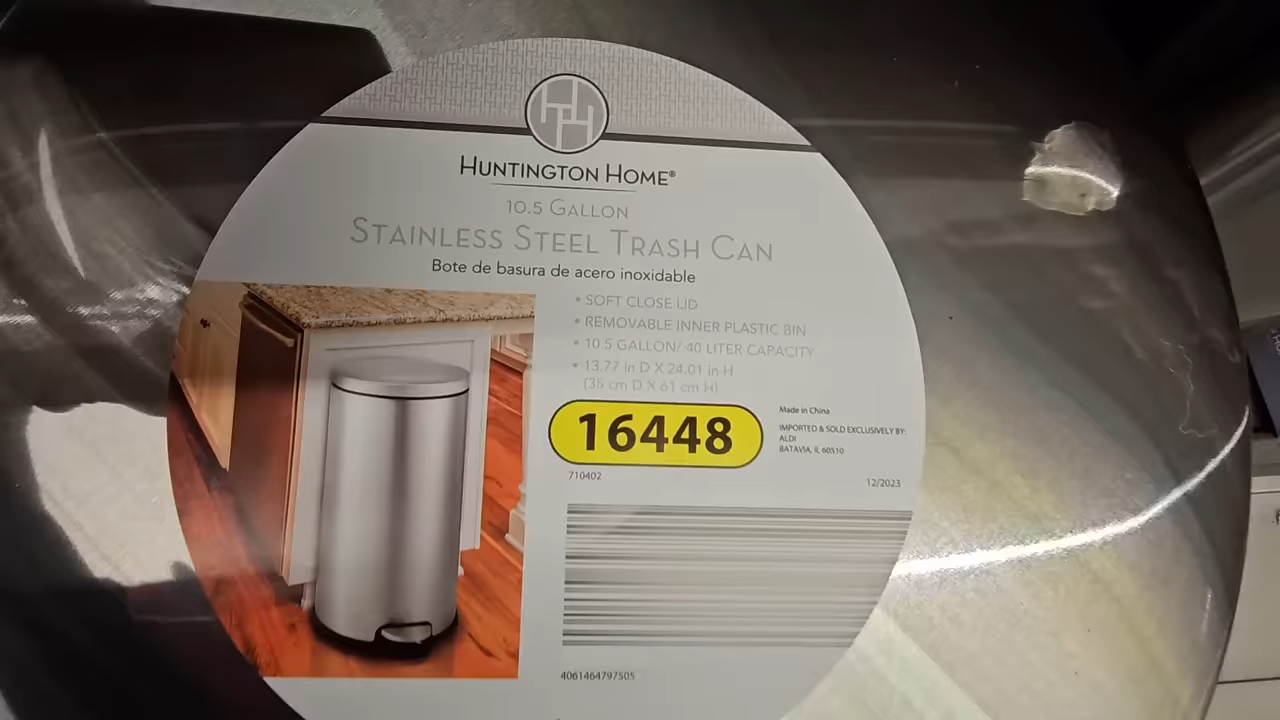 HUNTINGTON HOME®
10.5 GALLON
STAINLESS STEEL TRASH CAN
Bote de basura de acero inoxidable
• SOFT CLOSE LID
• REMOVABLE INNER PLASTIC BIN
• 10.5 GALLON/ 40 LITER CAPACITY
• 13.77 in D X 24.01 in H
(35 cm D X 61 cm H)
16448
Made in China
IMPORTED & SOLD EXCLUSIVELY BY:
ALDI
BATAVIA, IL 60510
710402
12/2023
4061464797505